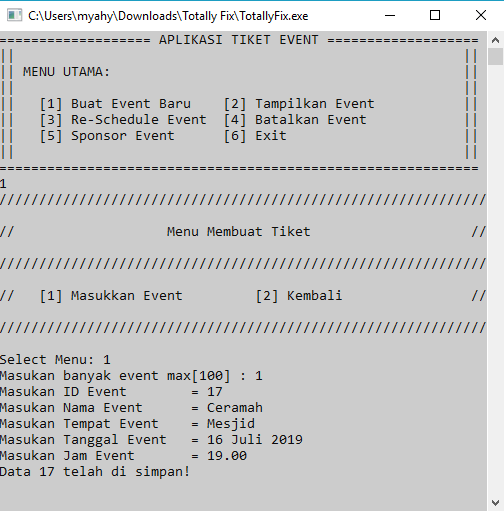 C:\Users\myahy\Downloads\Totally Fix\TotallyFix.exe
=================== APLIKASI TIKET EVENT ===================
||                                                        ||
|| MENU UTAMA:                                            ||
||                                                        ||
||   [1] Buat Event Baru    [2] Tampilkan Event           ||
||   [3] Re-Schedule Event  [4] Batalkan Event            ||
||   [5] Sponsor Event      [6] Exit                      ||
||                                                        ||
============================================================
1
/////////////////////////////////////////////////////////////
//                   Menu Membuat Tiket                    //
/////////////////////////////////////////////////////////////
//   [1] Masukkan Event         [2] Kembali                //
/////////////////////////////////////////////////////////////
Select Menu: 1
Masukan banyak event max[100] : 1
Masukan ID Event        = 17
Masukan Nama Event      = Ceramah
Masukan Tempat Event    = Mesjid
Masukan Tanggal Event   = 16 Juli 2019
Masukan Jam Event       = 19.00
Data 17 telah di simpan!